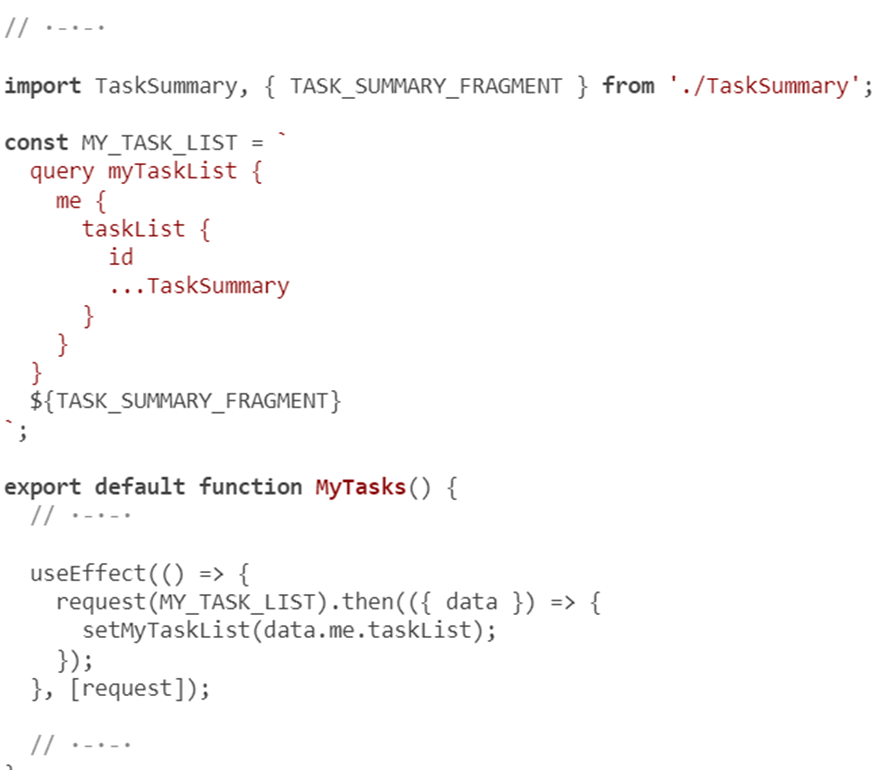 // ·-·-·
import TaskSummary, { TASK_SUMMARY_FRAGMENT } from './TaskSummary';
const MY_TASK_LIST = `
  query myTaskList {
    me {
      taskList {
        id
        ...TaskSummary
      }
    }
  }
  ${TASK_SUMMARY_FRAGMENT}
`;
export default function MyTasks() {
  // ·-·-·
  useEffect(() => {
    request(MY_TASK_LIST).then(({ data }) => {
      setMyTaskList(data.me.taskList);
    });
  }, [request]);
  // ·-·-·
}